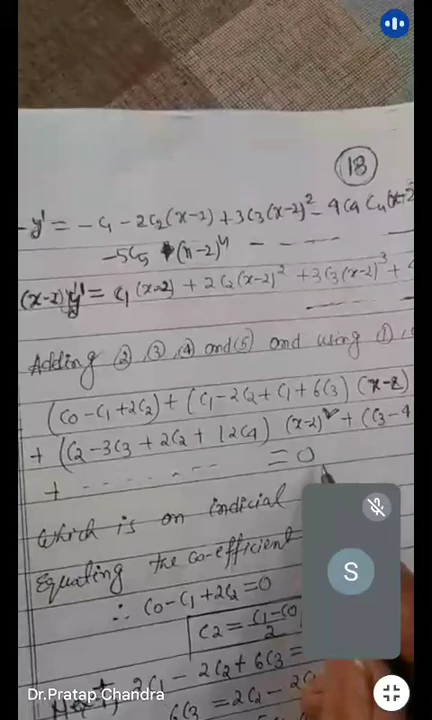 18
-y' = -c₁ - 2c₂(x-2) + 3c₃(x-2)² - 4
-5c₅ (x-2)⁴ - - - -
(x-2)y' = c₁(x-2) + 2c₂(x-2)² + 3c₃(x-2)³ +
Adding ②, ③, ④ and (5) and using ①,
(c₀-c₁+2c₂) + (c₁-2c₂+c₁+6c₃) (x-2)
+ (c₂-3c₃+2c₂+12c₄) (x-2)² + (c₃-4
+ - - - - - - - = 0
which is an indicial
Equating the co-efficient
∴ c₀-c₁+2c₂=0
c₂ = c₁-c₀/2
2c₁ - 2c₂+6c₃ =
6c₃ = 2c₂ - 2c
S
Dr.Pratap Chandra